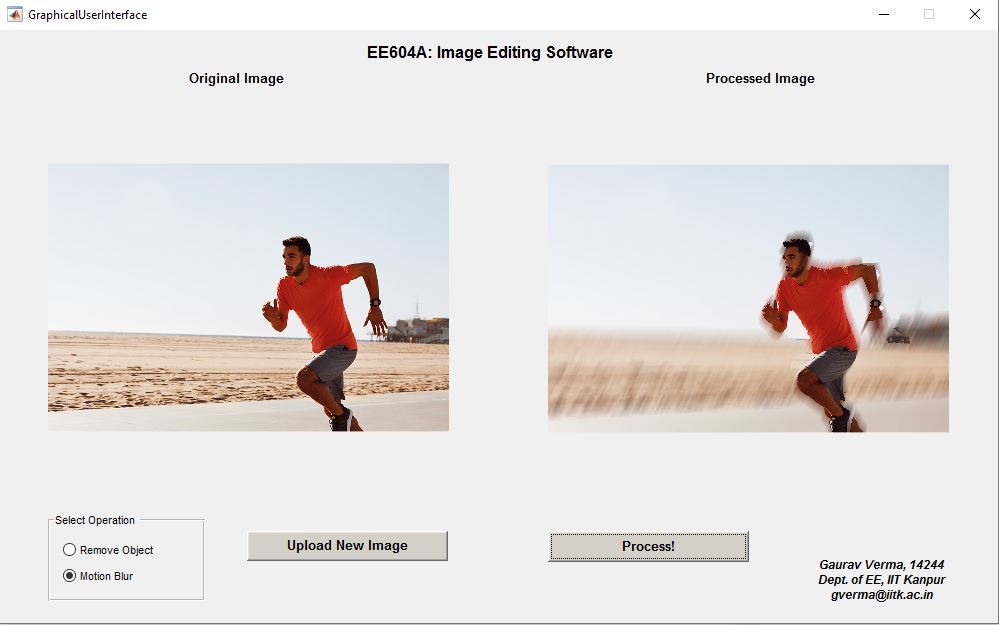 GraphicalUserInterface
EE604A: Image Editing Software
Original Image
Processed Image
Select Operation
Remove Object
Motion Blur
Upload New Image
Process!
Gaurav Verma, 14244
Dept. of EE, IIT Kanpur
gverma@iitk.ac.in